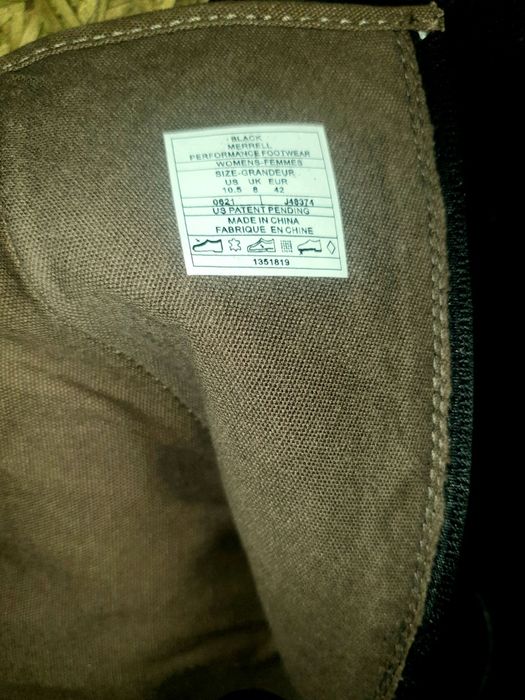 BLACK
MERRELL
PERFORMANCE FOOTWEAR
WOMENS-FEMMES
SIZE-GRANDEUR
US UK EUR
10.5 8 42
0621 J48374
US PATENT PENDING
MADE IN CHINA
FABRIQUE EN CHINE
1351819